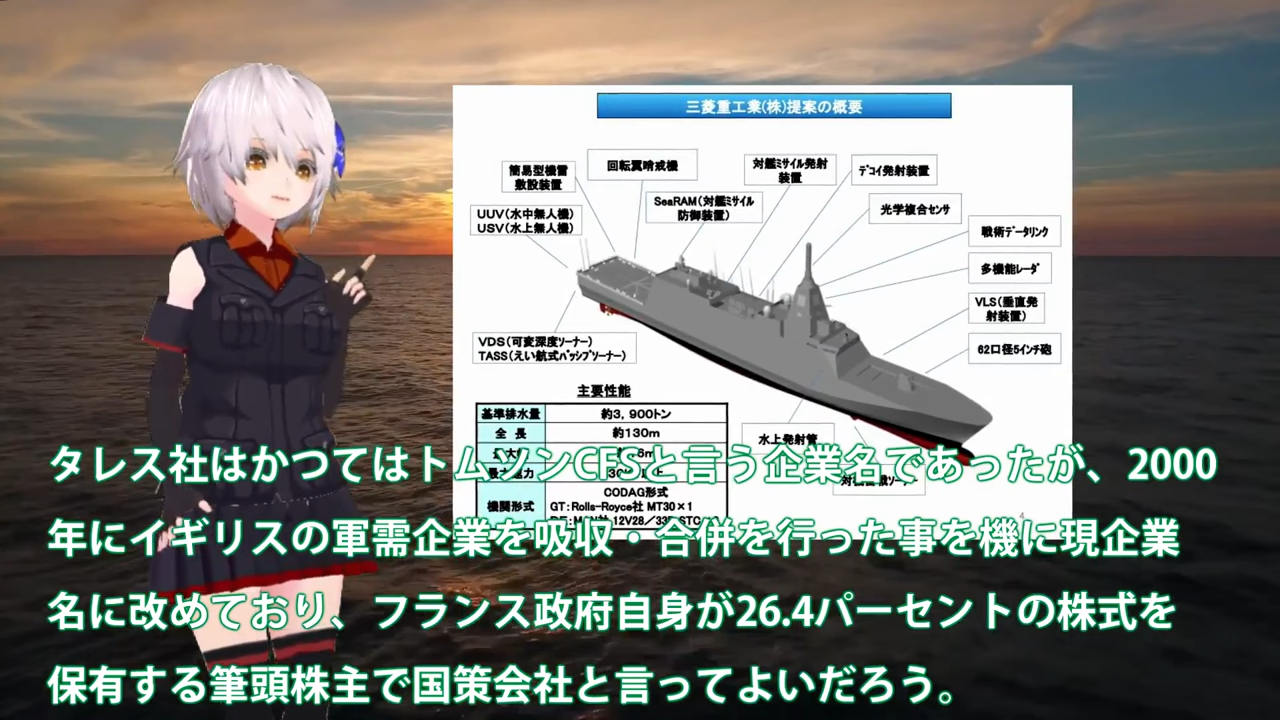 三菱重工業(株)提案の概要
簡易型機雷
敷設装置
回転翼哨戒機
対艦ミサイル発射
装置
デコイ発射装置
UUV(水中無人機)
USV(水上無人機)
SeaRAM(対艦ミサイル
防御装置)
光学複合センサ
戦術データリンク
多機能レーダ
VLS(垂直発
射装置)
62口径5インチ砲
VDS(可変深度ソーナー)
TASS(えい航式パッシブソーナー)
主要性能
基準排水量 約3,900トン
全 長 約130m
水上発射管
機関形式 CODAG形式
GT:Rolls-Royce社 MT30×1
4
タレス社はかつてはトムソンCFSと言う企業名であったが、2000
年にイギリスの軍需企業を吸収・合併を行った事を機に現企業
名に改めており、フランス政府自身が26.4パーセントの株式を
保有する筆頭株主で国策会社と言ってよいだろう。